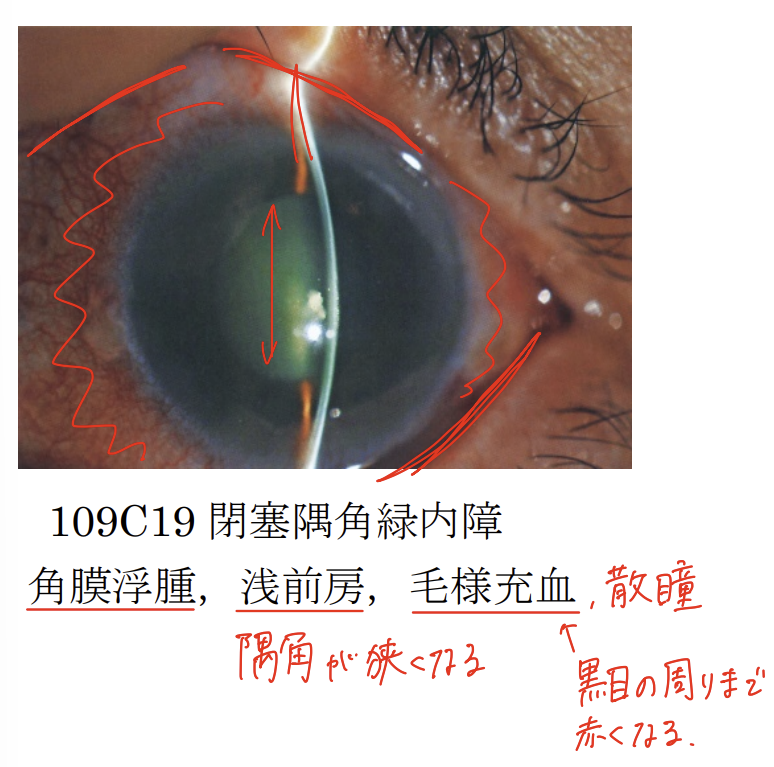 109C19 閉塞隅角緑内障
角膜浮腫，浅前房，毛様充血，散瞳
隅角が狭くなる
↑
黒目の周りまで
赤くなる.